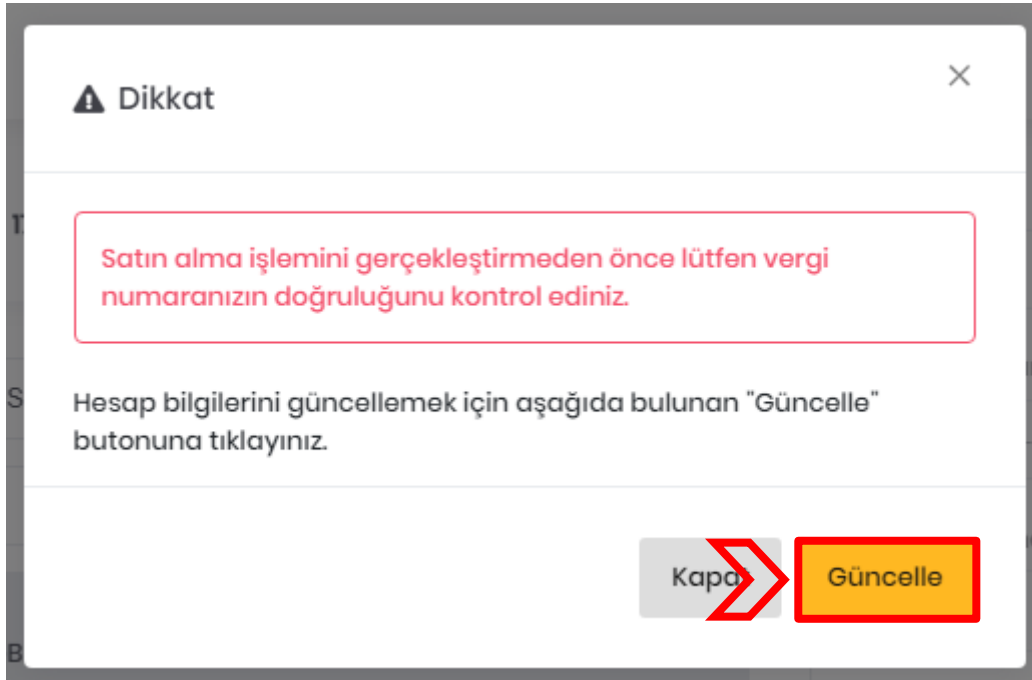 Dikkat
Satın alma işlemini gerçekleştirmeden önce lütfen vergi
numaranızın doğruluğunu kontrol ediniz.
Hesap bilgilerini güncellemek için aşağıda bulunan "Güncelle"
butonuna tıklayınız.
Kapat Güncelle